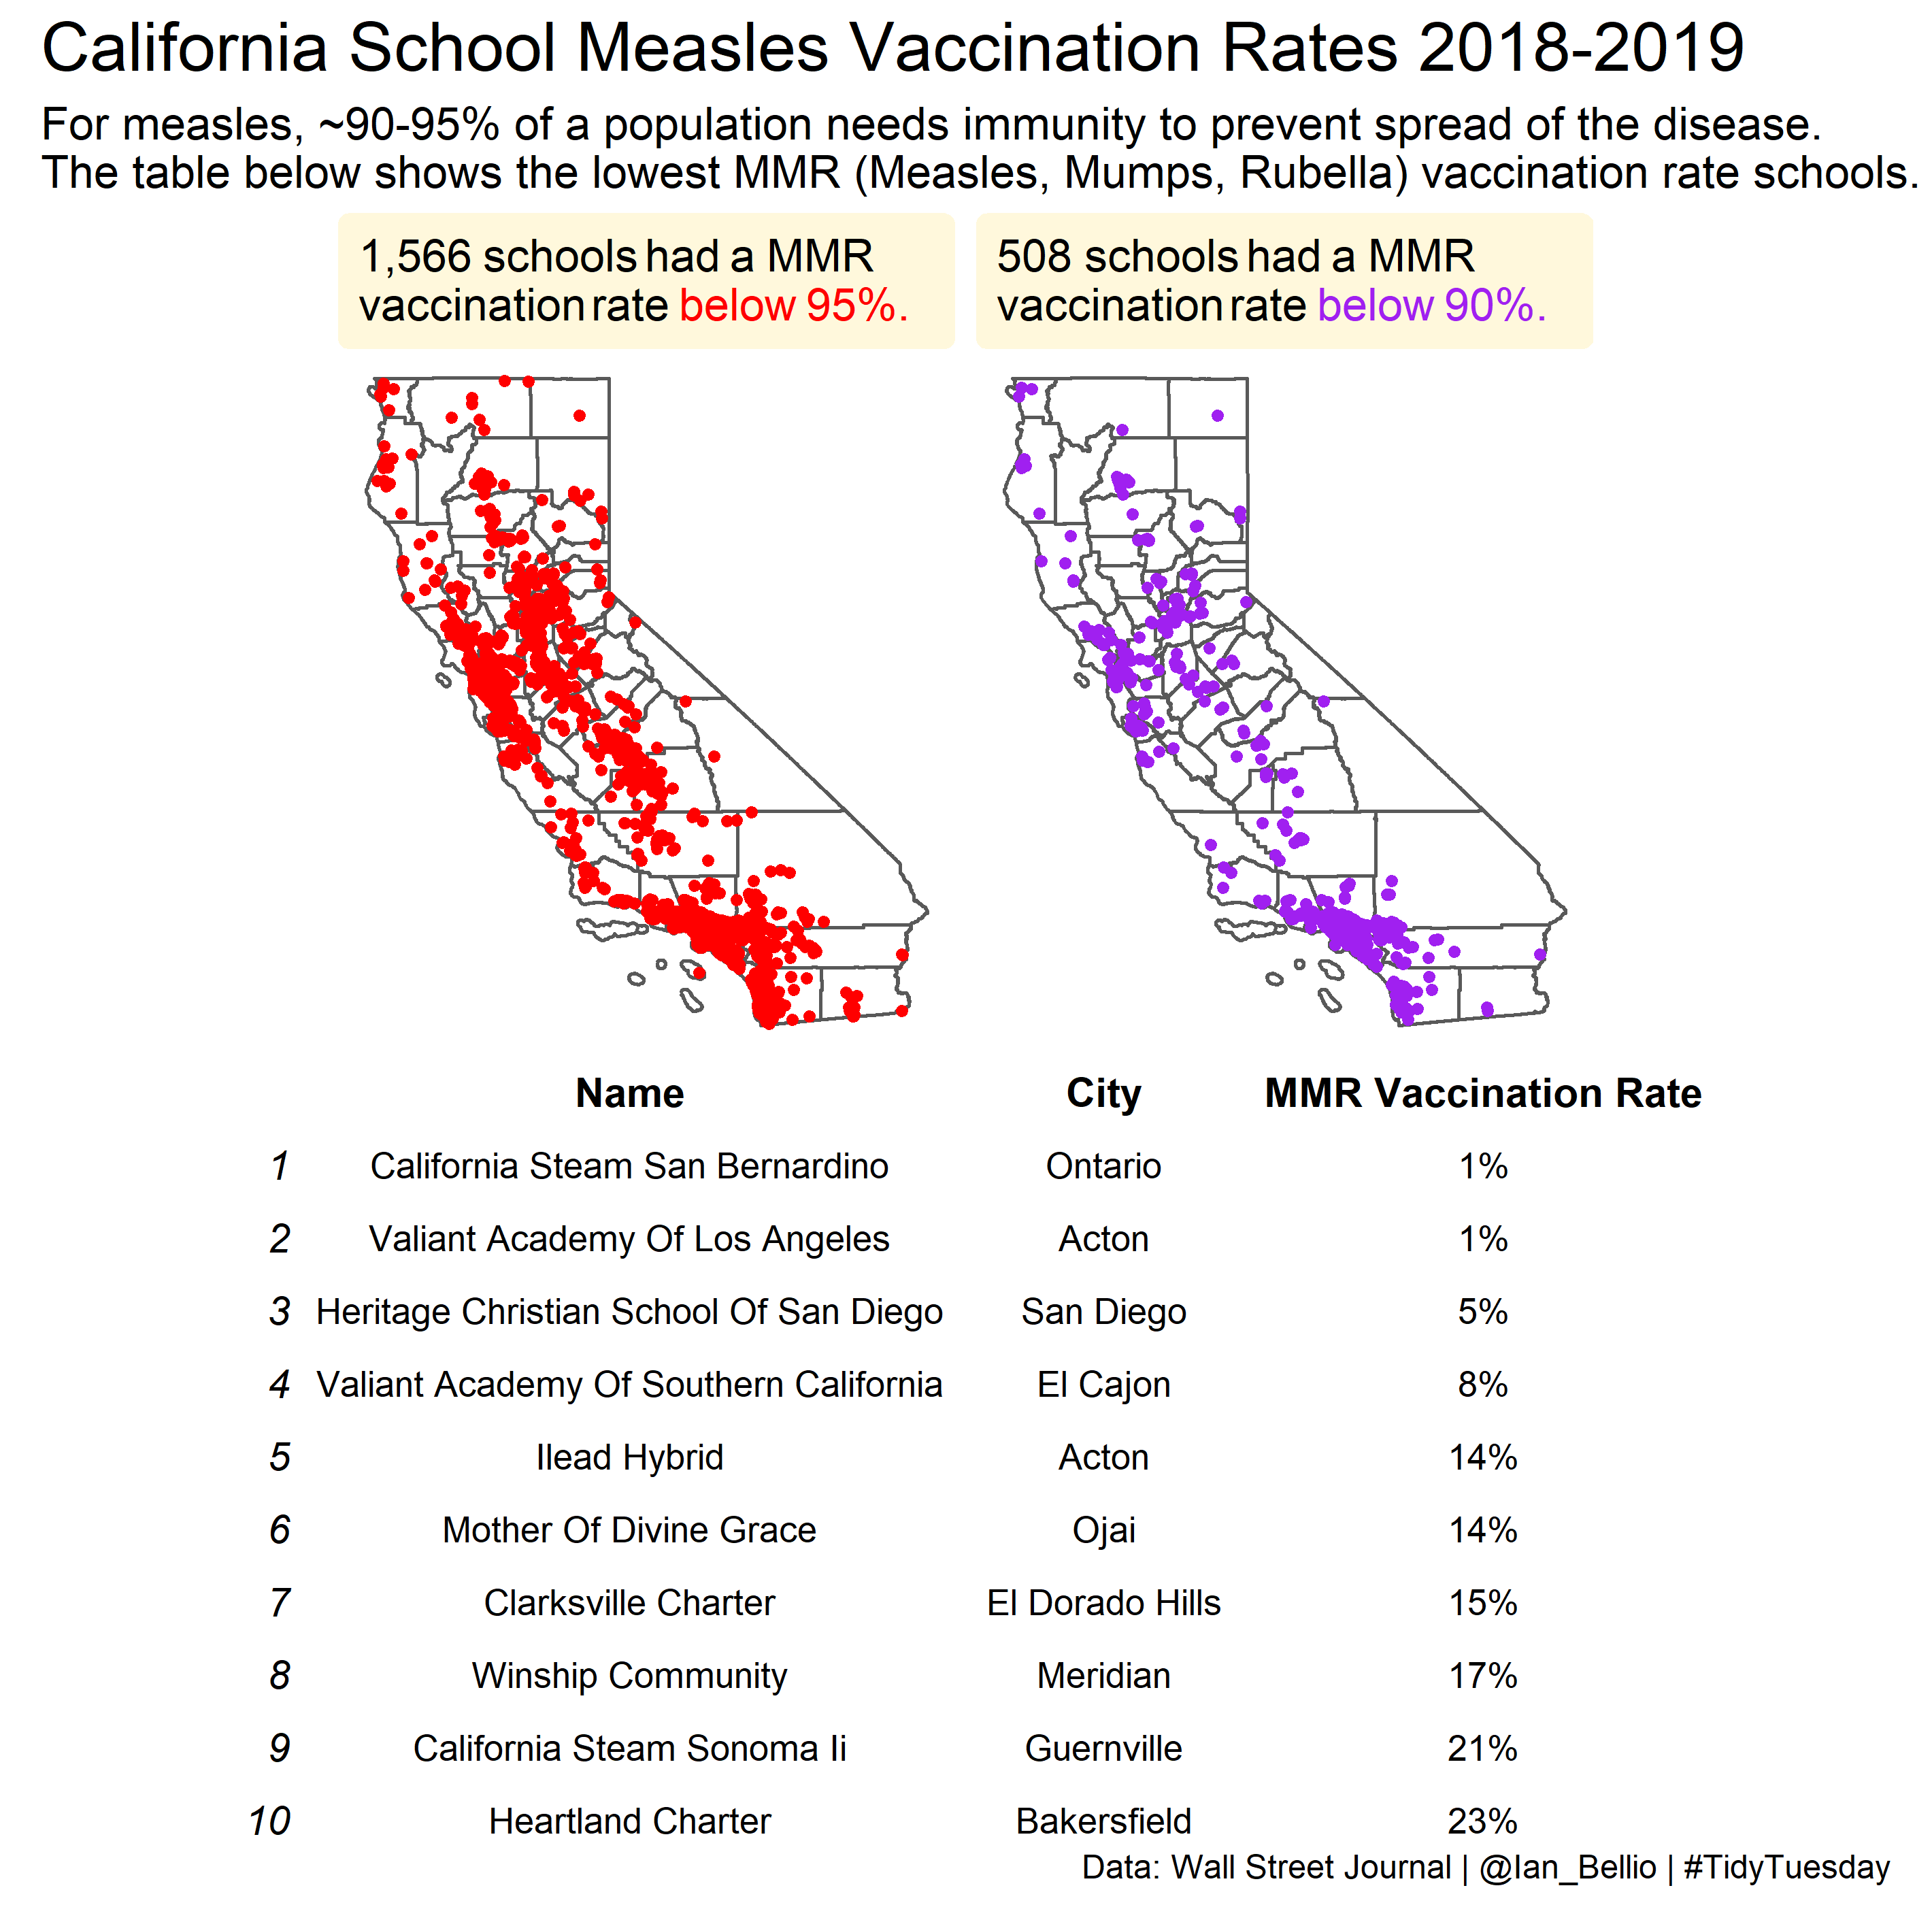 California School Measles Vaccination Rates 2018-2019
For measles, ~90-95% of a population needs immunity to prevent spread of the disease.
The table below shows the lowest MMR (Measles, Mumps, Rubella) vaccination rate schools.
1,566 schools had a MMR
vaccination rate below 95%.
508 schools had a MMR
vaccination rate below 90%.
Name City MMR Vaccination Rate
1 California Steam San Bernardino Ontario 1%
2 Valiant Academy Of Los Angeles Acton 1%
3 Heritage Christian School Of San Diego San Diego 5%
4 Valiant Academy Of Southern California El Cajon 8%
5 Ilead Hybrid Acton 14%
6 Mother Of Divine Grace Ojai 14%
7 Clarksville Charter El Dorado Hills 15%
8 Winship Community Meridian 17%
9 California Steam Sonoma Ii Guernville 21%
10 Heartland Charter Bakersfield 23%
Data: Wall Street Journal | @Ian_Bellio | #TidyTuesday